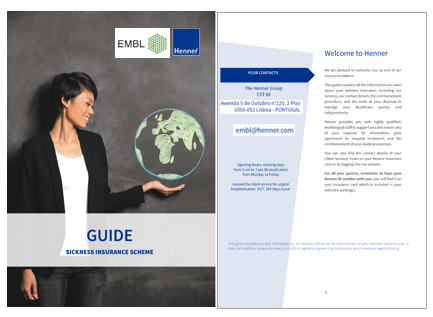 EMBL
Henner
GUIDE
SICKNESS INSURANCE SCHEME
YOUR CONTACTS
The Henner Group
CST 68
Avenida 5 de Outubro n°125, 2 Piso
1050-052 Lisboa - PORTUGAL
embl@henner.com
Opening hours: working days
from 8 am to 7 pm (Brussels time)
from Monday to Friday
Around the clock service for urgent
hospitalisation: 24/7, 365 days a year
Welcome to Henner
We are pleased to welcome you as one of our
insured members.
This guide contains all the information you need
about your sickness insurance, including our
services, our contact details, the reimbursement
procedure, and the tools at your disposal to
manage your healthcare quickly and
independently.
Henner provides you with highly qualified,
multilingual staff to support you and answer any
of your requests for information, prior
agreement for hospital treatment, and the
reimbursement of your medical expenses.
You can also find the contact details of your
Client Services Team on your Henner insurance
card or by logging into our website.
For all your queries, remember to have your
Henner ID number with you (you will find it on
your insurance card which is included in your
welcome package).
This guide provides you with information on the services offered by the administrator of your sickness insurance plan. It
does not modify or replace the laws, contracts or regulations governing insurance, which alone are legally binding.